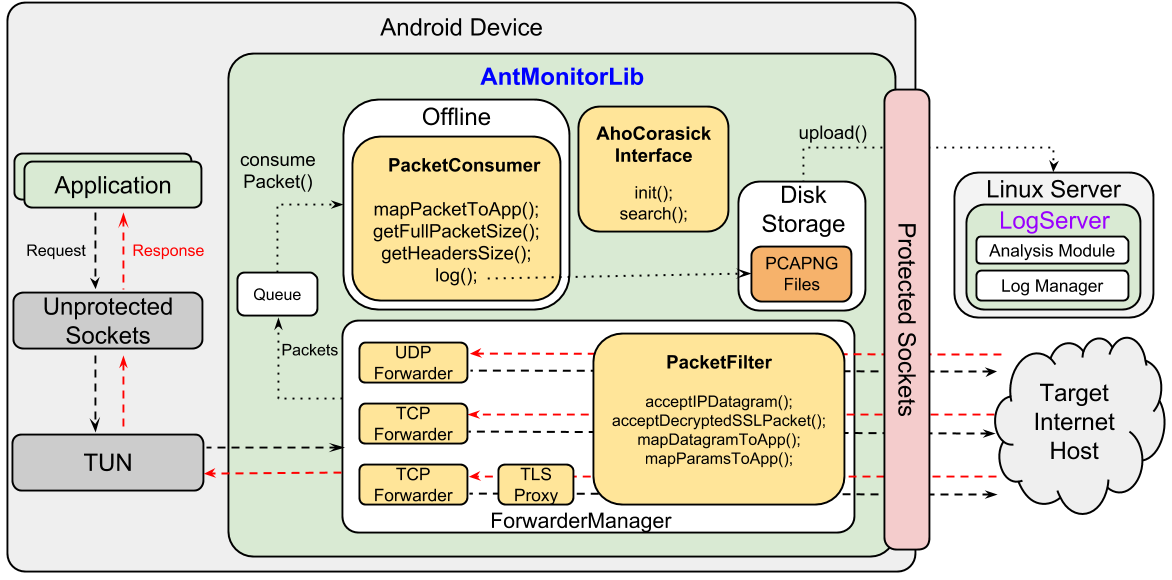 Android Device
AntMonitorLib
Application
Request
Response
Unprotected
Sockets
TUN
consume
Packet()
Queue
Packets
Offline
PacketConsumer
mapPacketToApp();
getFullPacketSize();
getHeadersSize();
log();
AhoCorasick
Interface
init();
search();
upload()
Disk
Storage
PCAPNG
Files
UDP
Forwarder
TCP
Forwarder
TCP
Forwarder
TLS
Proxy
PacketFilter
acceptIPDatagram();
acceptDecryptedSSLPacket();
mapDatagramToApp();
mapParamsToApp();
ForwarderManager
Protected Sockets
Linux Server
LogServer
Analysis Module
Log Manager
Target
Internet
Host